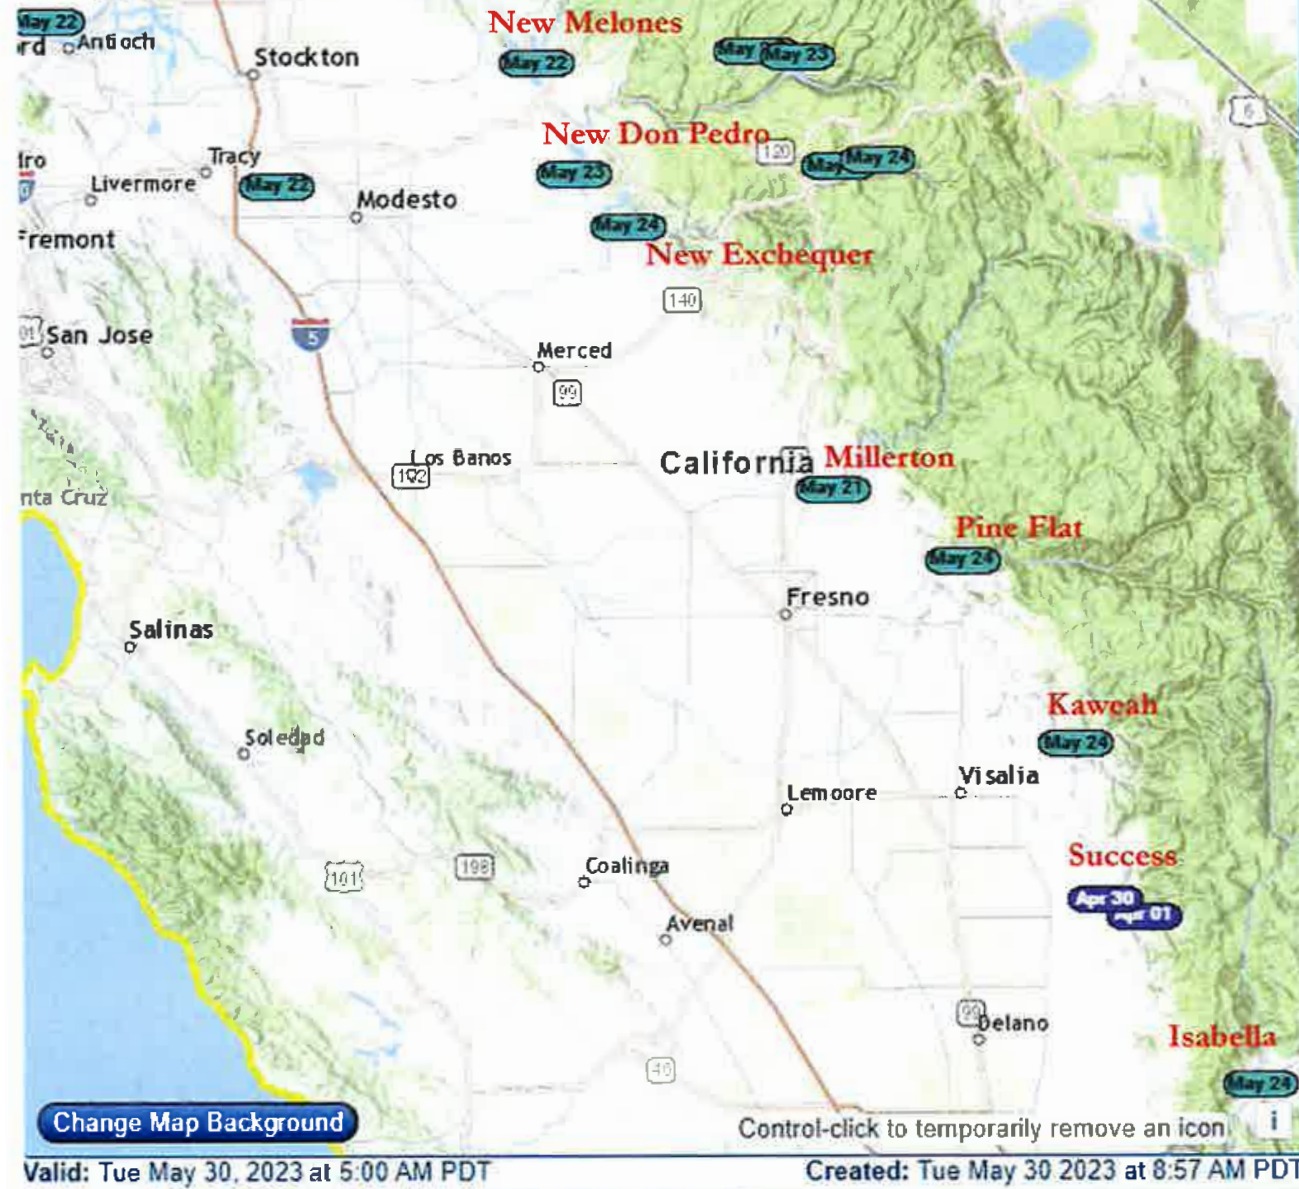 New Melones
May 22
Antioch
Stockton
May 22
May
May 23
6
New Don Pedro
120
Tracy
May 24
Livermore
May 22
May 23
Modesto
May 24
Fremont
New Exchequer
140
5
San Jose
Merced
99
Los Banos
California
Millerton
May 21
nta Cruz
Pine Flat
May 24
Fresno
Salinas
Kaweah
Soledad
May 24
Visalia
Lemoore
Success
Coalinga
198
101
Apr 30
Apr 01
Avenal
99
Delano
Isabella
May 24
Change Map Background
Control-click to temporarily remove an icon
i
Valid: Tue May 30, 2023 at 5:00 AM PDT
Created: Tue May 30 2023 at 8:57 AM PDT